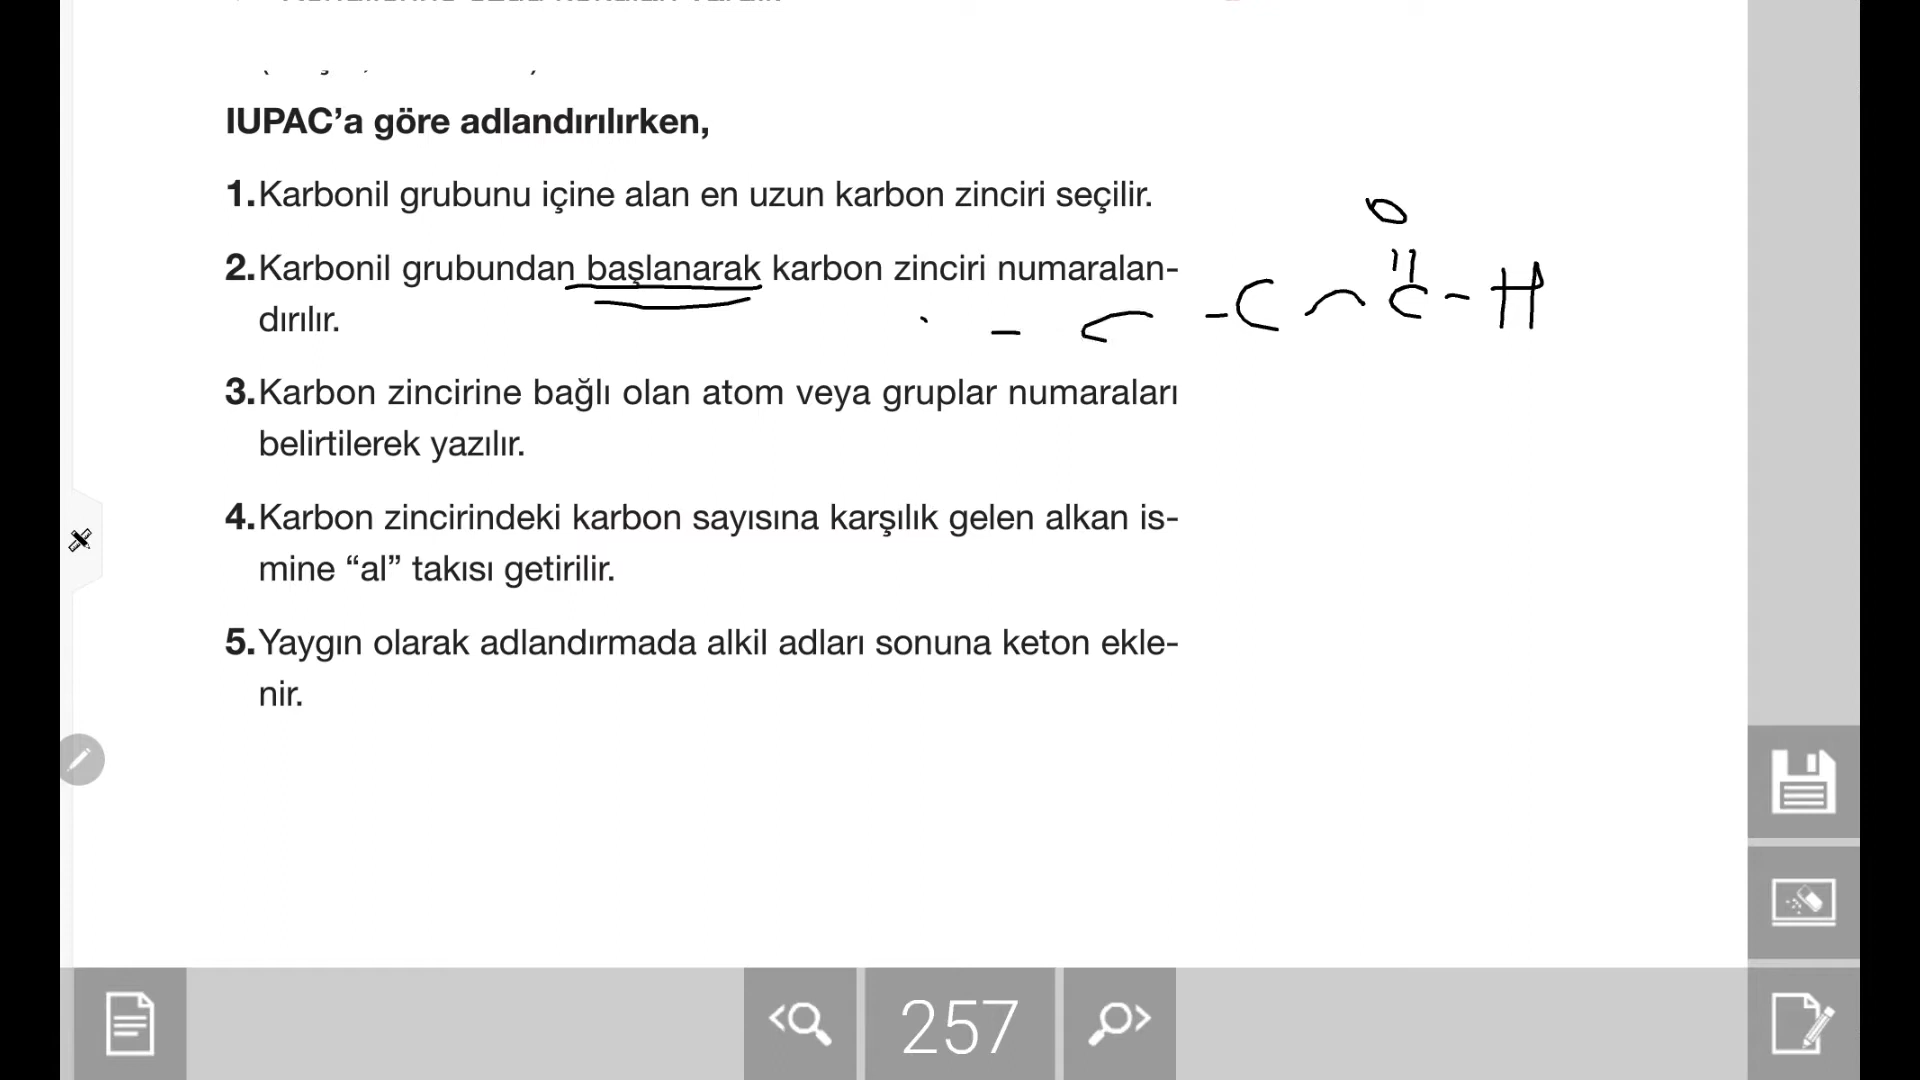 IUPAC’a göre adlandırılırken,
1.Karbonil grubunu içine alan en uzun karbon zinciri seçilir.
2.Karbonil grubundan başlanarak karbon zinciri numaralan-
dırılır.
O
- C - C - C - H
3.Karbon zincirine bağlı olan atom veya gruplar numaraları
belirtilerek yazılır.
4.Karbon zincirindeki karbon sayısına karşılık gelen alkan is-
mine “al” takısı getirilir.
5.Yaygın olarak adlandırmada alkil adları sonuna keton ekle-
nir.
257